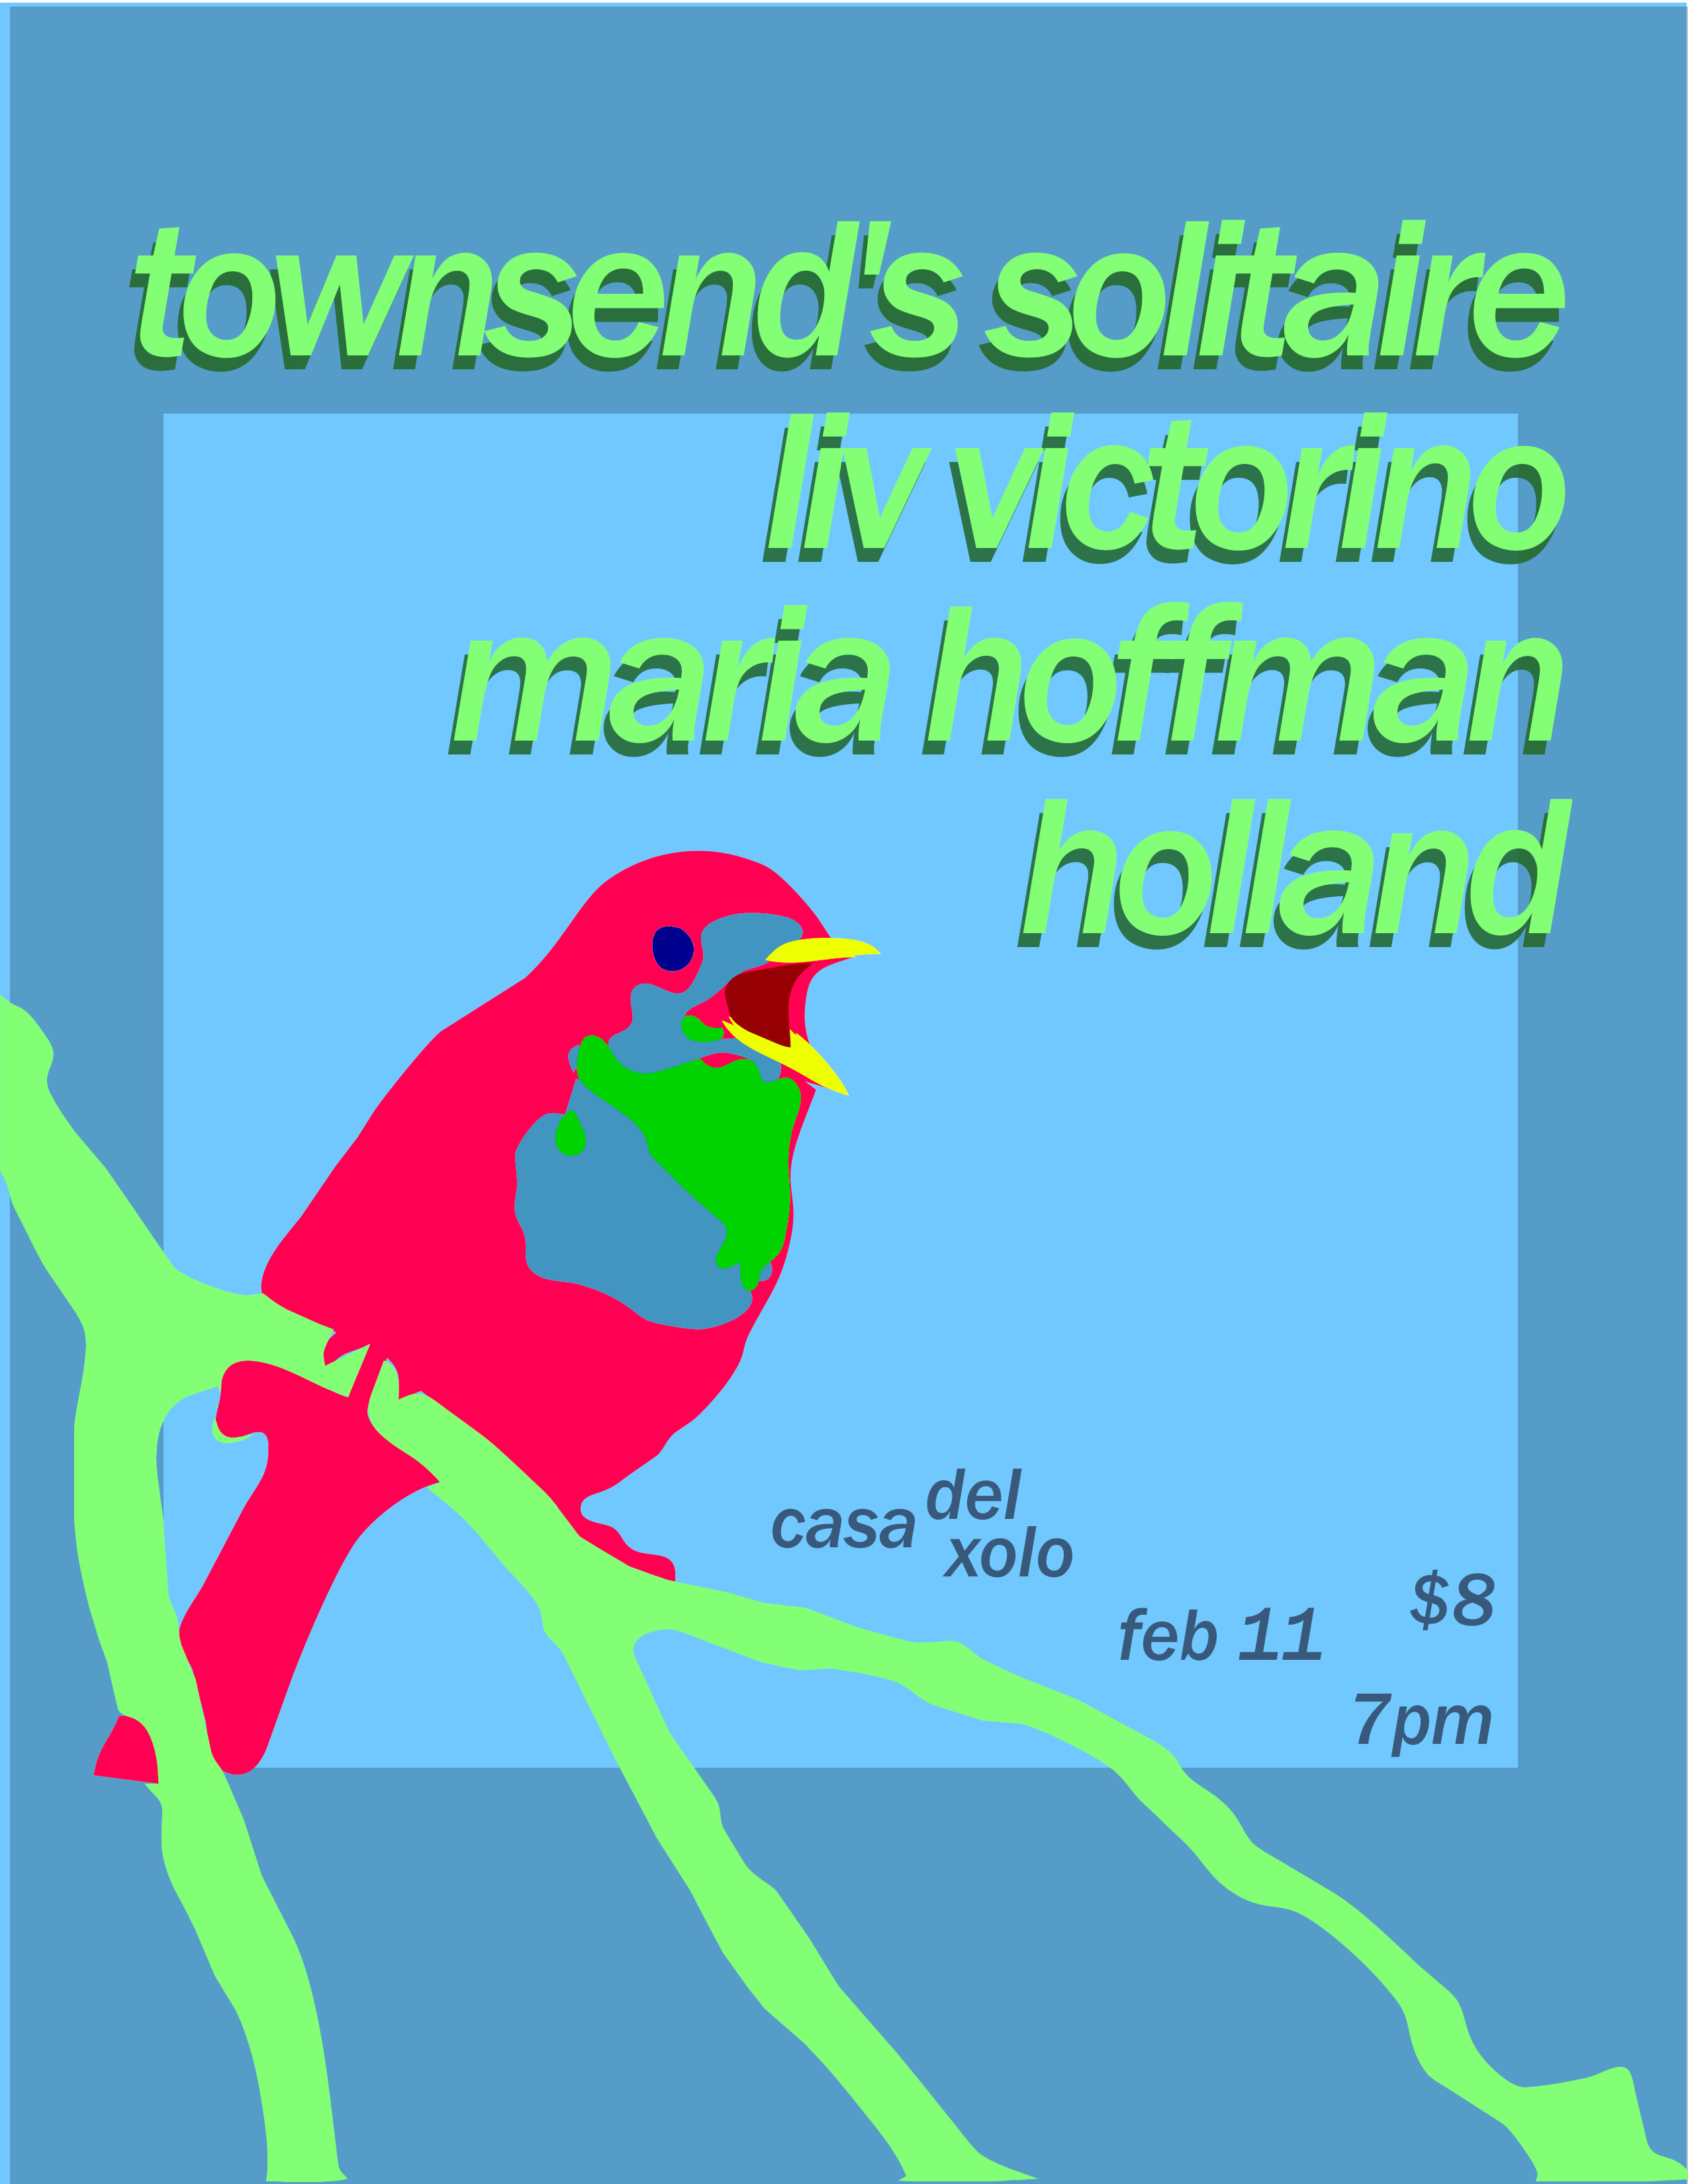 townsend's solitaire
liv victorino
maria hoffman
holland
casa del xolo
feb 11
$8
7pm